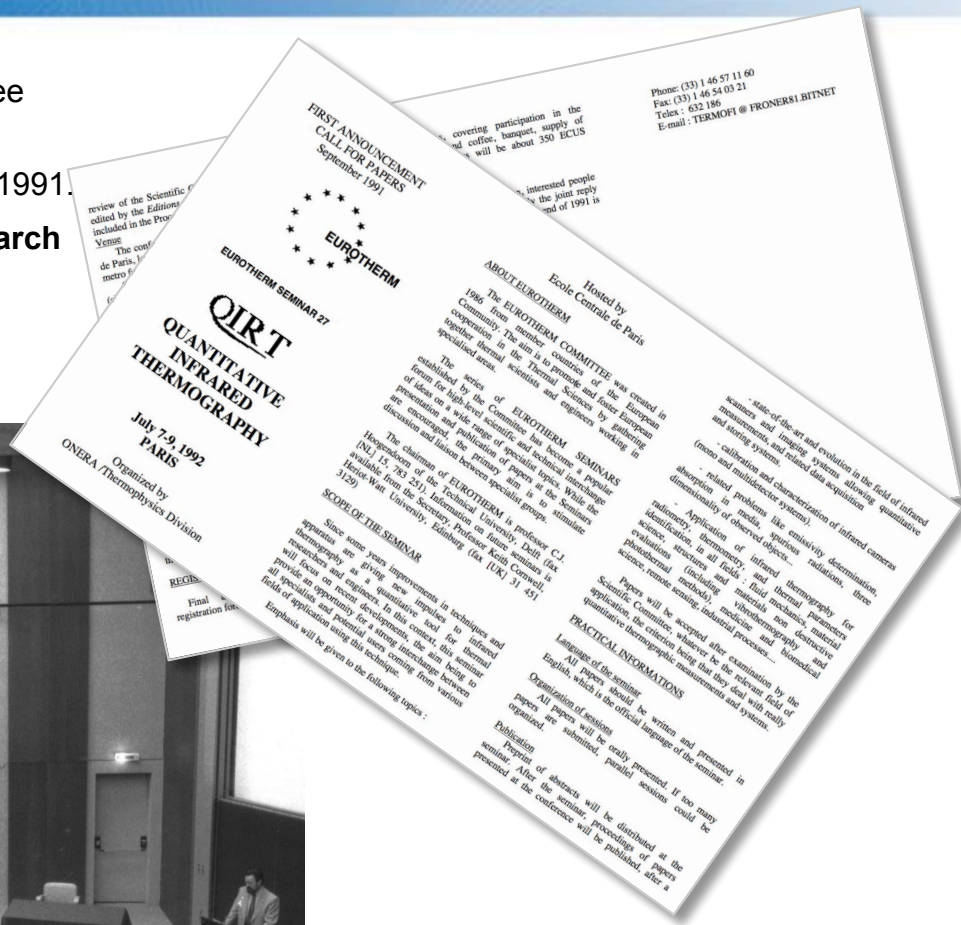 ee
1991.
arch
FIRST ANNOUNCEMENT
CALL FOR PAPERS
September 1991
EUROTHERM
EUROTHERM SEMINAR 27
QIRT
QUANTITATIVE
INFRARED
THERMOGRAPHY
July 7-9, 1992
PARIS
Organized by
ONERA /Thermophysics Division
Hosted by
Ecole Centrale de Paris
ABOUT EUROTHERM
The EUROTHERM COMMITTEE was created in
1986 from member countries of the European
Community. The aim is to promote and foster European
cooperation in the Thermal Sciences by gathering
together thermal scientists and engineers working in
specialised areas.
The series of EUROTHERM SEMINARS
established by the Committee has become a popular
forum for high-level scientific and technical interchange
of ideas on a wide range of specialist topics. While the
presentation and publication of papers at the Seminars
are encouraged, the primary aim is to stimulate
discussion and liaison between specialist groups.
The chairman of EUROTHERM is professor C.J.
Hoogendorn of the Technical University, Delft (fax
[NL] 15, 783 251). Information on future seminars is
available from the Secretary, Professor Keith Cornwell,
Heriot-Watt University, Edinburg (fax [UK] 31 451
3129)
SCOPE OF THE SEMINAR
Since some years improvements in techniques and
apparatus are giving new impulses to infrared
thermography as a quantitative tool for thermal
researchers and engineers. In this context, this seminar
will focus on recent developments, the aim being to
provide an opportunity for a strong interchange between
all specialists and potential users coming from various
fields of application using this technique.
Emphasis will be given to the following topics :
- state-of-the-art and evolution in the field of infrared
scanners and imaging systems allowing quantitative
measurements, and related data acquisition
and storing systems.
- calibration and characterization of infrared cameras
(mono and multidetector systems).
- related problems like emissivity determination,
absorption in media, spurious radiations, three
dimensionality of observed objects...
- Application of infrared thermography for
radiometry, thermometry, and thermal parameters
identification, in all fields : fluid mechanics, material
science, structures and materials non destructive
evaluations (including vibrothermography and
photothermal methods), medicine and biomedical
science, remote sensing, industrial processes....
Papers will be accepted after examination by the
Scientific Committee, whatever be the relevant field of
application, the criterion being that they deal with really
quantitative thermographic measurements and systems.
PRACTICAL INFORMATIONS
Language of the seminar
All papers should be written and presented in
English, which is the official language of the seminar.
Organization of sessions
All papers will be orally presented. If too many
papers are submitted, parallel sessions could be
organized.
Publication
Preprint of abstracts will be distributed at the
seminar. After the seminar, proceedings of papers
presented at the conference will be published, after a
review of the Scientific
edited by the Editions
included in the Proc
Venue
The conf
de Paris,
metro
REGI
Final
registration for
covering participation in the
nd coffee, banquet, supply of
will be about 350 ECUS
interested people
the joint reply
end of 1991 is
Phone: (33) 1 46 57 11 60
Fax: (33) 1 46 54 03 21
Telex : 632 186
E-mail : TERMOFI @ FRONER81.BITNET